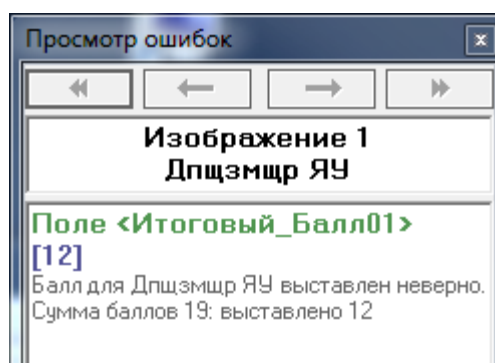 Просмотр ошибок
Изображение 1
Дпщзмщр ЯУ
Поле <Итоговый_Балл01>
[12]
Балл для Дпщзмщр ЯУ выставлен неверно.
Сумма баллов 19: выставлено 12